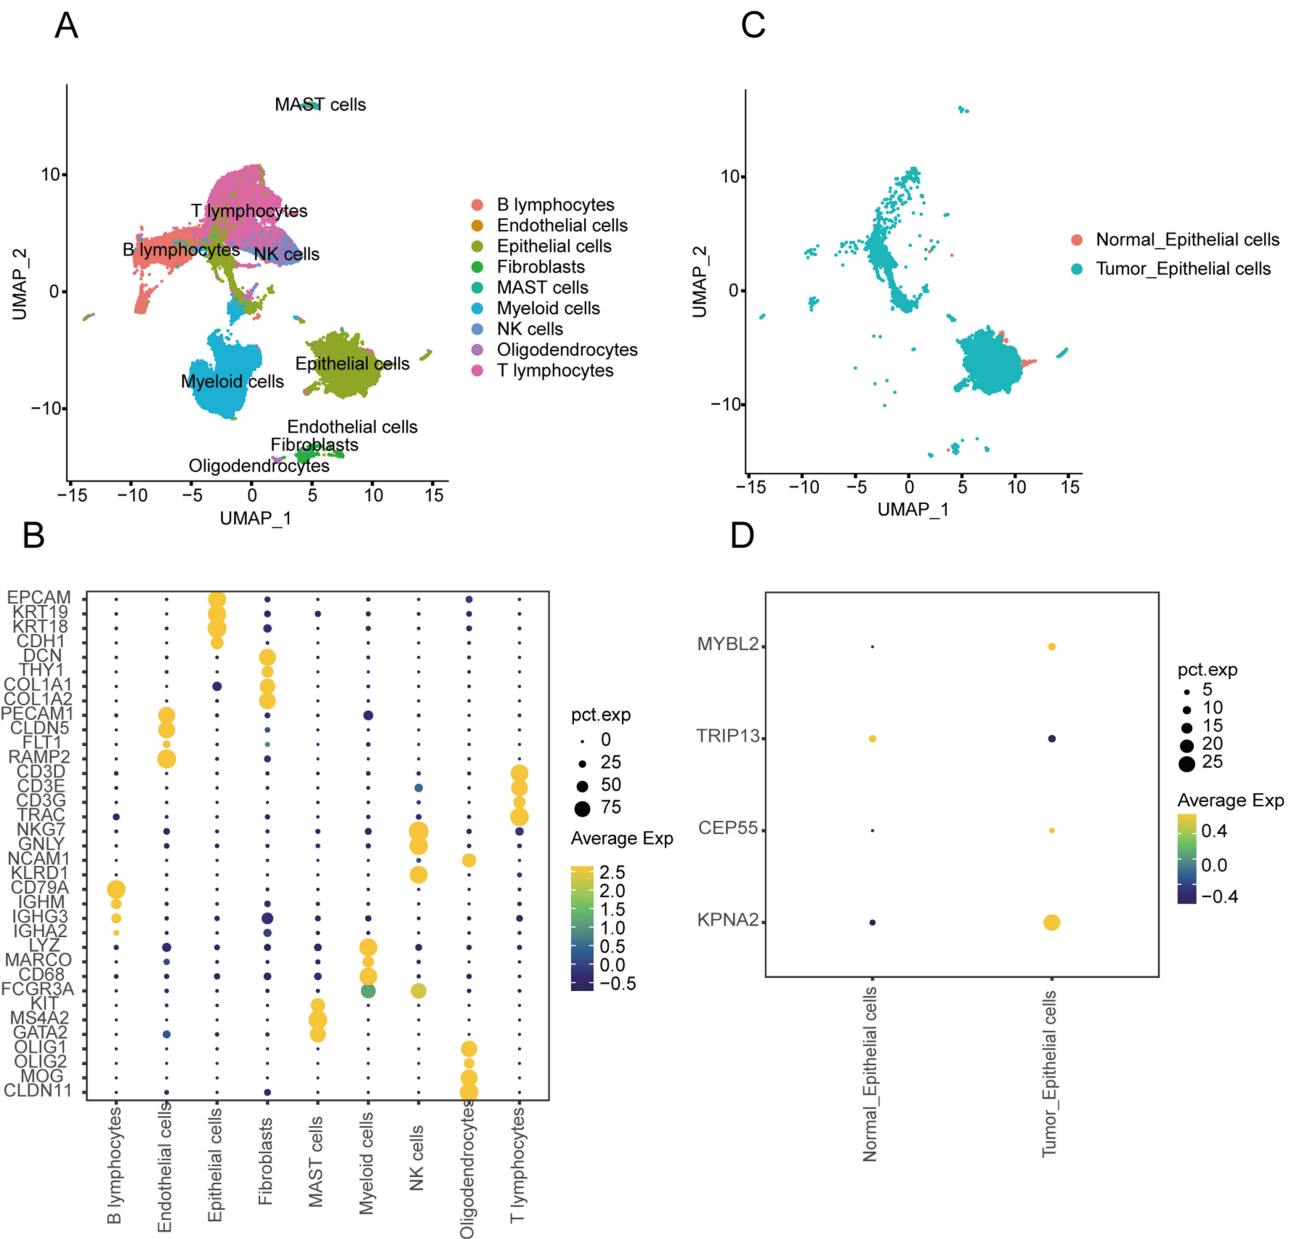 A
MAST cells
T lymphocytes
B lymphocytes
NK cells
Epithelial cells
Myeloid cells
Endothelial cells
Fibroblasts
Oligodendrocytes
10
0
−10
UMAP_2
−15 −10 −5 0 5 10 15
UMAP_1
B lymphocytes
Endothelial cells
Epithelial cells
Fibroblasts
MAST cells
Myeloid cells
NK cells
Oligodendrocytes
T lymphocytes
C
10
0
−10
UMAP_2
−15 −10 −5 0 5 10 15
UMAP_1
Normal_Epithelial cells
Tumor_Epithelial cells
B
EPCAM
KRT19
KRT18
CDH1
DCN
THY1
COL1A1
COL1A2
PECAM1
CLDN5
FLT1
RAMP2
CD3D
CD3E
CD3G
TRAC
NKG7
GNLY
NCAM1
KLRD1
CD79A
IGHM
IGHG3
IGHA2
LYZ
MARCO
CD68
FCGR3A
KIT
MS4A2
GATA2
OLIG1
OLIG2
MOG
CLDN11
B lymphocytes
Endothelial cells
Epithelial cells
Fibroblasts
MAST cells
Myeloid cells
NK cells
Oligodendrocytes
T lymphocytes
pct.exp
0
25
50
75
Average Exp
2.5
2.0
1.5
1.0
0.5
0.0
−0.5
D
MYBL2
TRIP13
CEP55
KPNA2
Normal_Epithelial cells
Tumor_Epithelial cells
pct.exp
5
10
15
20
25
Average Exp
0.4
0.0
−0.4